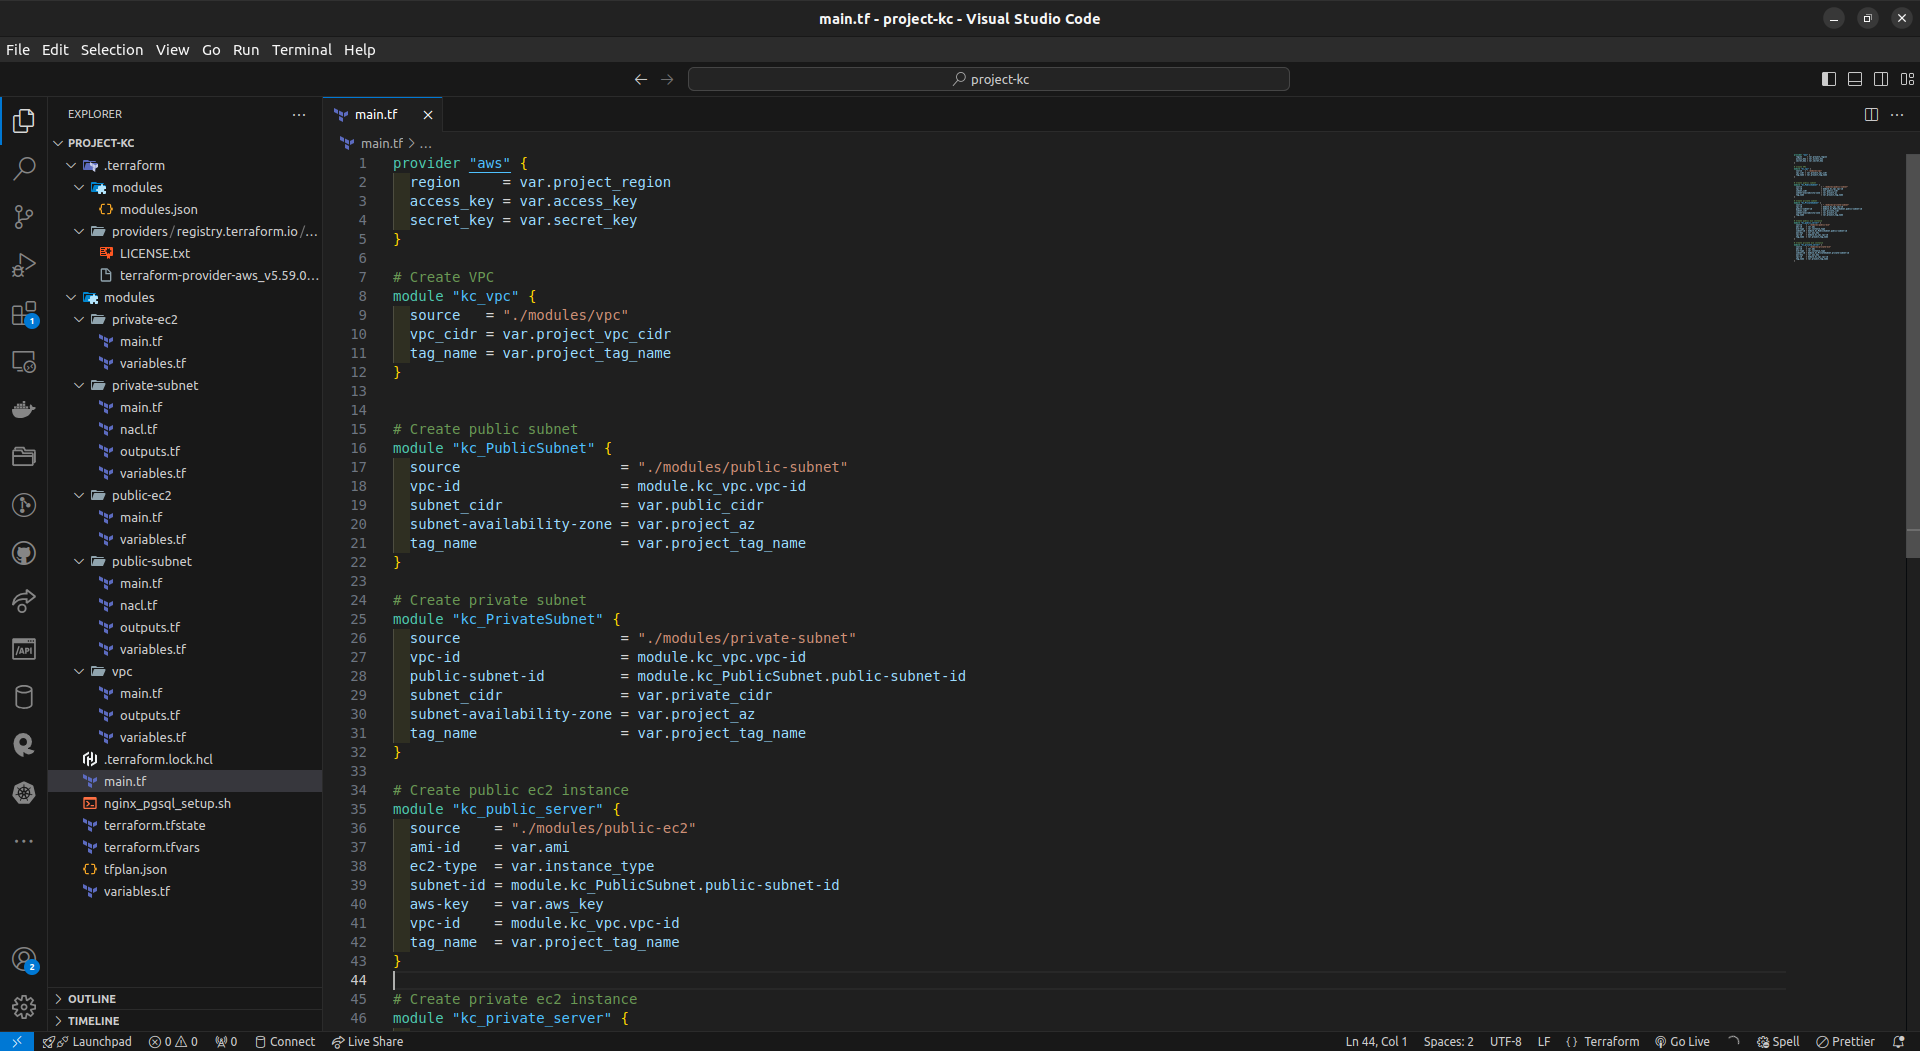 main.tf - project-kc - Visual Studio Code
File Edit Selection View Go Run Terminal Help
project-kc
EXPLORER
PROJECT-KC
.terraform
modules
modules.json
providers/registry.terraform.io/...
LICENSE.txt
terraform-provider-aws_v5.59.0...
modules
private-ec2
main.tf
variables.tf
private-subnet
main.tf
nacl.tf
outputs.tf
variables.tf
public-ec2
main.tf
variables.tf
public-subnet
main.tf
nacl.tf
outputs.tf
variables.tf
vpc
main.tf
outputs.tf
variables.tf
.terraform.lock.hcl
main.tf
nginx_pgsql_setup.sh
terraform.tfstate
terraform.tfvars
tfplan.json
variables.tf
OUTLINE
TIMELINE
1
/API
2
main.tf
main.tf > ...
1 provider "aws" {
2   region     = var.project_region
3   access_key = var.access_key
4   secret_key = var.secret_key
5 }
6
7 # Create VPC
8 module "kc_vpc" {
9   source   = "./modules/vpc"
10   vpc_cidr = var.project_vpc_cidr
11   tag_name = var.project_tag_name
12 }
13
14
15 # Create public subnet
16 module "kc_PublicSubnet" {
17   source                   = "./modules/public-subnet"
18   vpc-id                   = module.kc_vpc.vpc-id
19   subnet_cidr              = var.public_cidr
20   subnet-availability-zone = var.project_az
21   tag_name                 = var.project_tag_name
22 }
23
24 # Create private subnet
25 module "kc_PrivateSubnet" {
26   source                   = "./modules/private-subnet"
27   vpc-id                   = module.kc_vpc.vpc-id
28   public-subnet-id         = module.kc_PublicSubnet.public-subnet-id
29   subnet_cidr              = var.private_cidr
30   subnet-availability-zone = var.project_az
31   tag_name                 = var.project_tag_name
32 }
33
34 # Create public ec2 instance
35 module "kc_public_server" {
36   source    = "./modules/public-ec2"
37   ami-id    = var.ami
38   ec2-type  = var.instance_type
39   subnet-id = module.kc_PublicSubnet.public-subnet-id
40   aws-key   = var.aws_key
41   vpc-id    = module.kc_vpc.vpc-id
42   tag_name  = var.project_tag_name
43 }
44
45 # Create private ec2 instance
46 module "kc_private_server" {
Launchpad 0 0 0 Connect Live Share Ln 44, Col 1 Spaces: 2 UTF-8 LF {} Terraform Go Live Spell Prettier